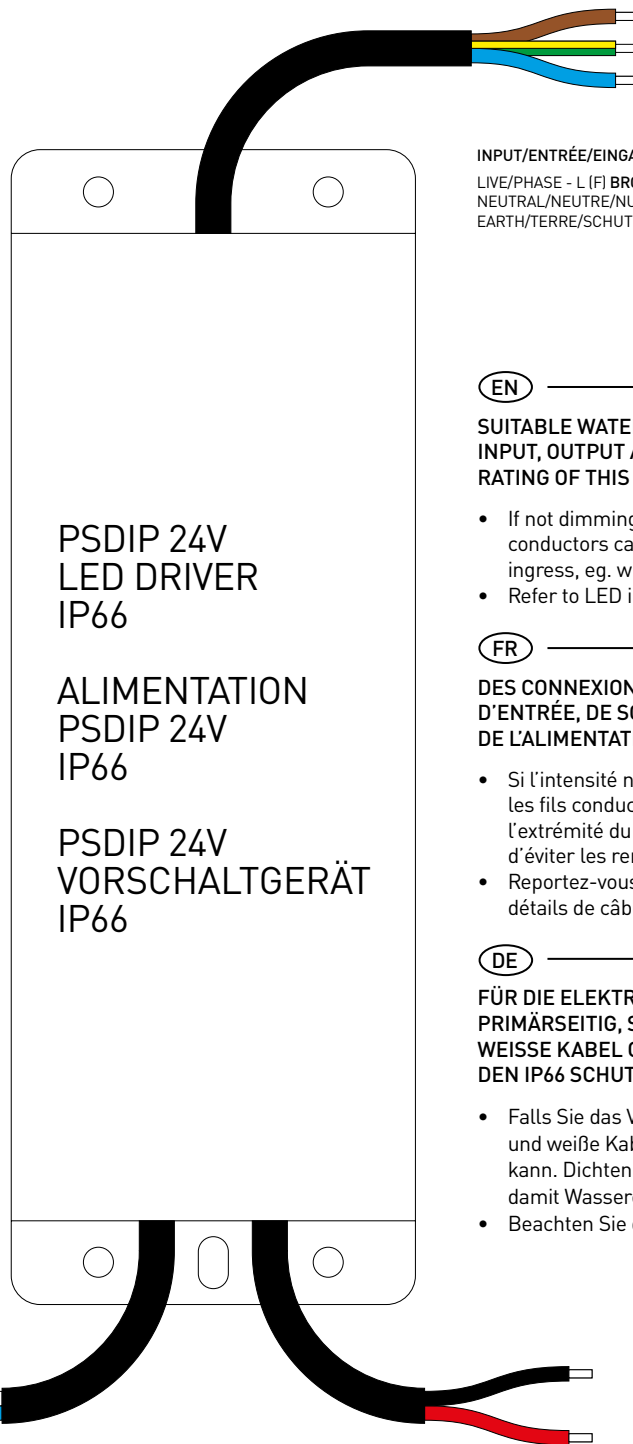 INPUT/ENTRÉE/EINGA
LIVE/PHASE - L (F) BRO
NEUTRAL/NEUTRE/NU
EARTH/TERRE/SCHUT
PSDIP 24V
LED DRIVER
IP66
ALIMENTATION
PSDIP 24V
IP66
PSDIP 24V
VORSCHALTGERÄT
IP66
EN
SUITABLE WATE
INPUT, OUTPUT A
RATING OF THIS
• If not dimming
conductors ca
ingress, eg. w
• Refer to LED i
FR
DES CONNEXION
D’ENTRÉE, DE SO
DE L’ALIMENTAT
• Si l’intensité n
les fils conduc
l’extrémité du
d’éviter les rem
• Reportez-vous
détails de câb
DE
FÜR DIE ELEKTR
PRIMÄRSEITIG, S
WEISSE KABEL O
DEN IP66 SCHUT
• Falls Sie das V
und weiße Kab
kann. Dichten
damit Wasser
• Beachten Sie